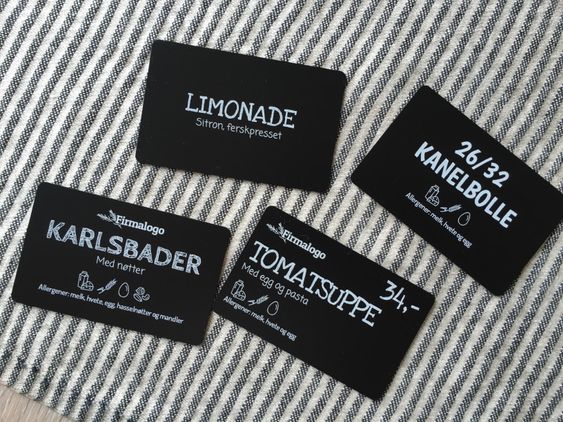 LIMONADE
Sitron, ferskpresset
26/32
KANELBOLLE
Allergener: melk, hvete og egg
Firmalogo
KARLSBADER
Med nøtter
Allergener: melk, hvete, egg, hasselnøtter og mandler
Firmalogo
TOMATSUPPE
34,-
Med egg og pasta
Allergener: melk, hvete og egg